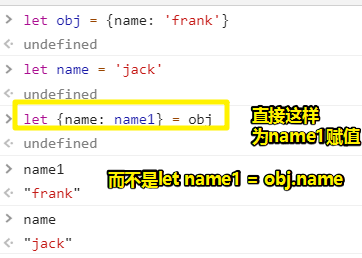 > let obj = {name: 'frank'}
< undefined
> let name = 'jack'
< undefined
> let {name: name1} = obj
直接这样
为name1赋值
< undefined
> name1
而不是let name1 = obj.name
< "frank"
> name
< "jack"